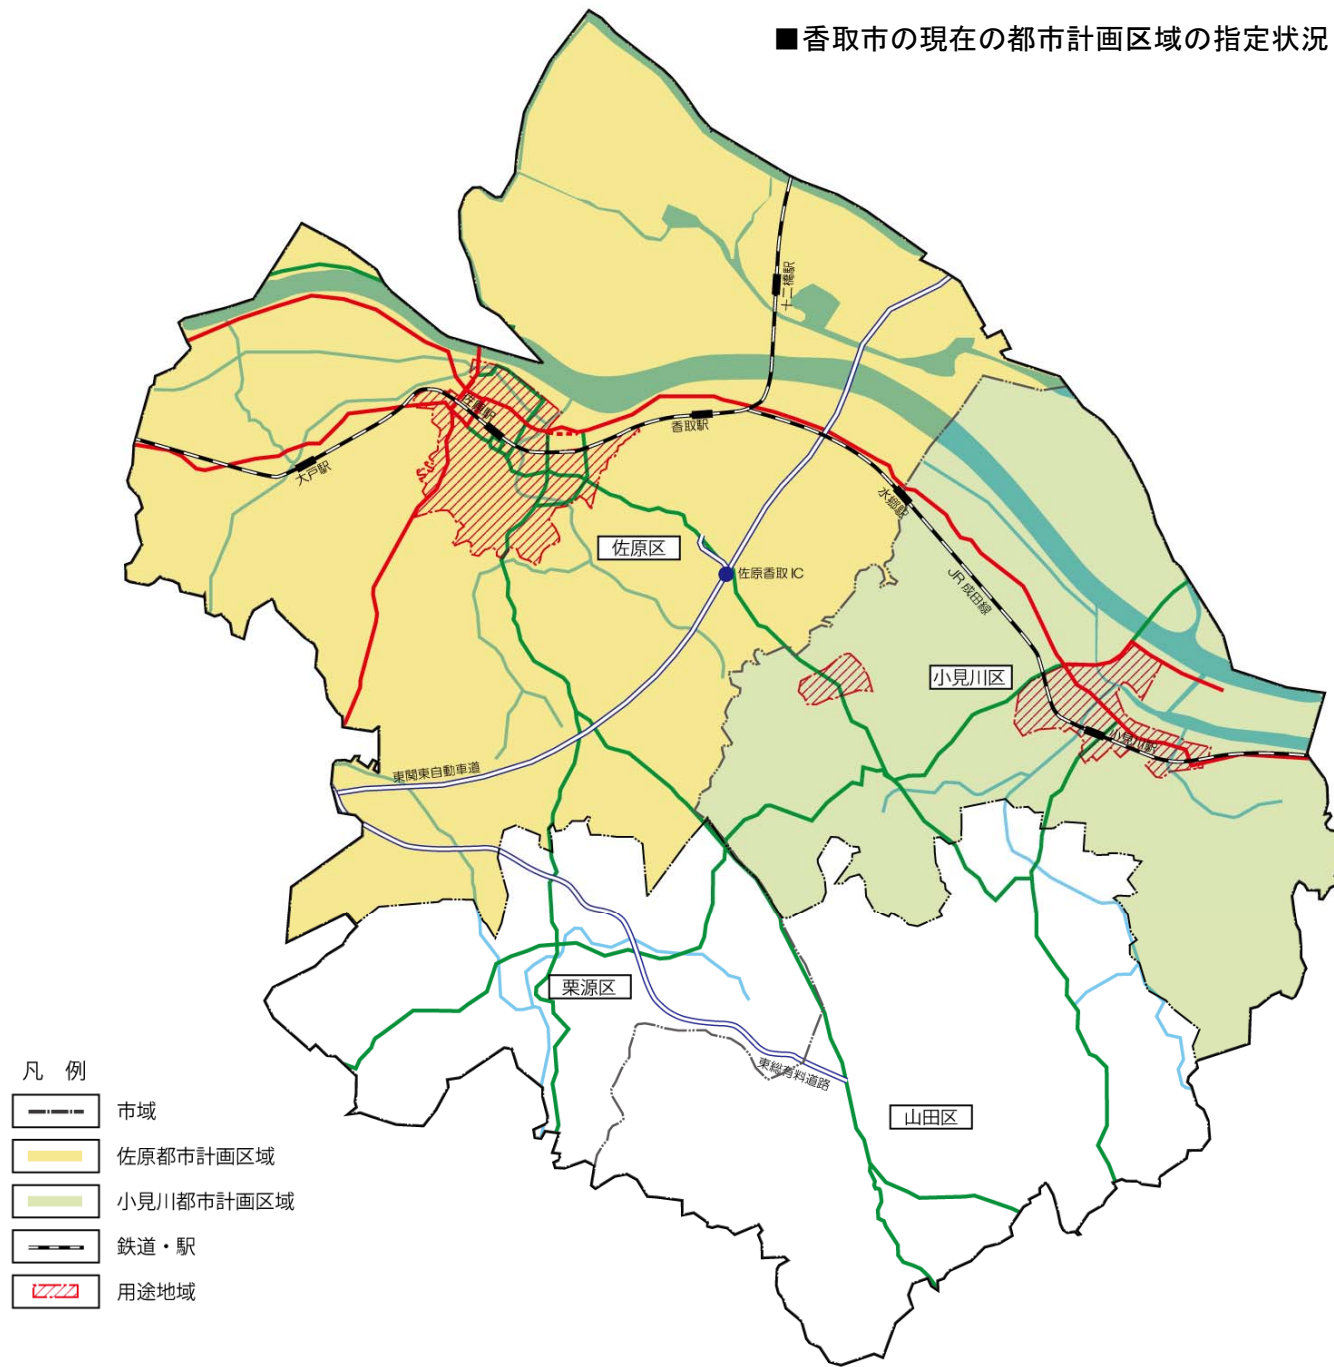 ■香取市の現在の都市計画区域の指定状況
十二橋駅
佐原駅
香取駅
大戸駅
水郷駅
佐原区
佐原香取IC
JR成田線
小見川区
小見川駅
東関東自動車道
栗源区
東総有料道路
山田区
凡 例
市域
佐原都市計画区域
小見川都市計画区域
鉄道・駅
用途地域